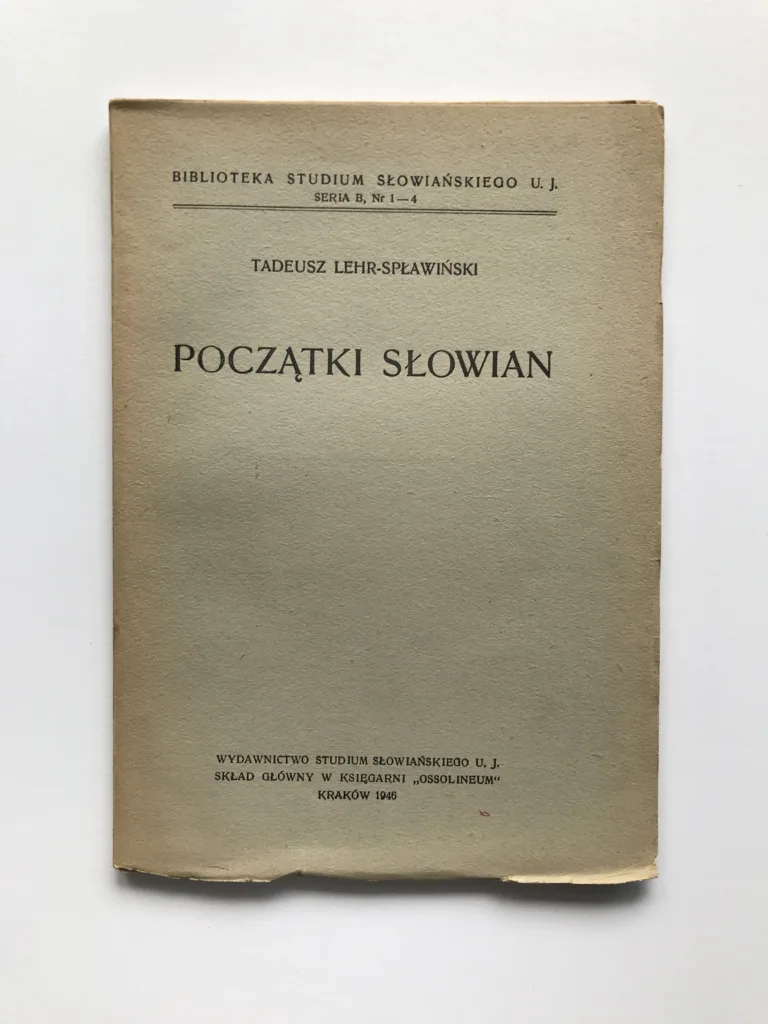 BIBLIOTEKA STUDIUM SŁOWIAŃSKIEGO U. J.
SERIA B, Nr 1—4
TADEUSZ LEHR-SPŁAWIŃSKI
POCZĄTKI SŁOWIAN
WYDAWNICTWO STUDIUM SŁOWIAŃSKIEGO U. J.
SKŁAD GŁÓWNY W KSIĘGARNI „OSSOLINEUM“
KRAKÓW 1946